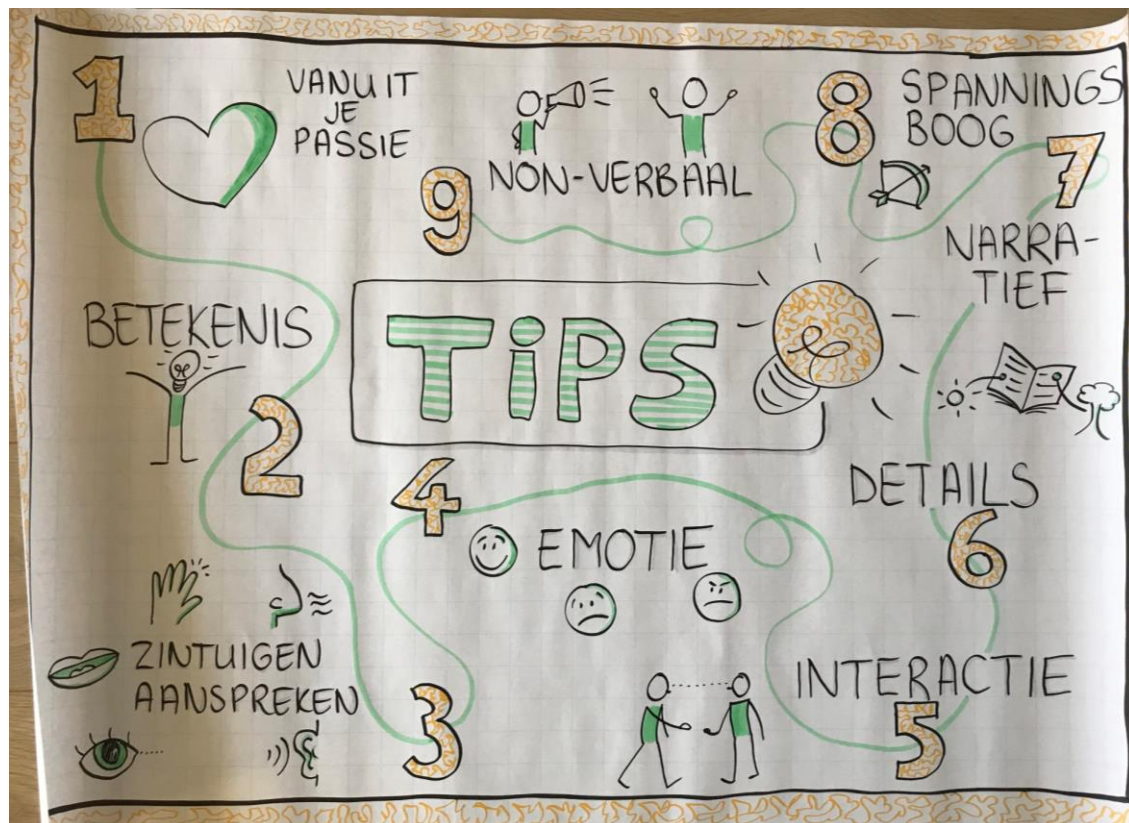 1
VANUIT
JE
PASSIE
BETEKENIS
2
ZINTUIGEN
AANSPREKEN
3
4
EMOTIE
INTERACTIE
5
DETAILS
6
7
NARRA-
TIEF
8
SPANNINGS
BOOG
9
NON-VERBAAL
TiPS